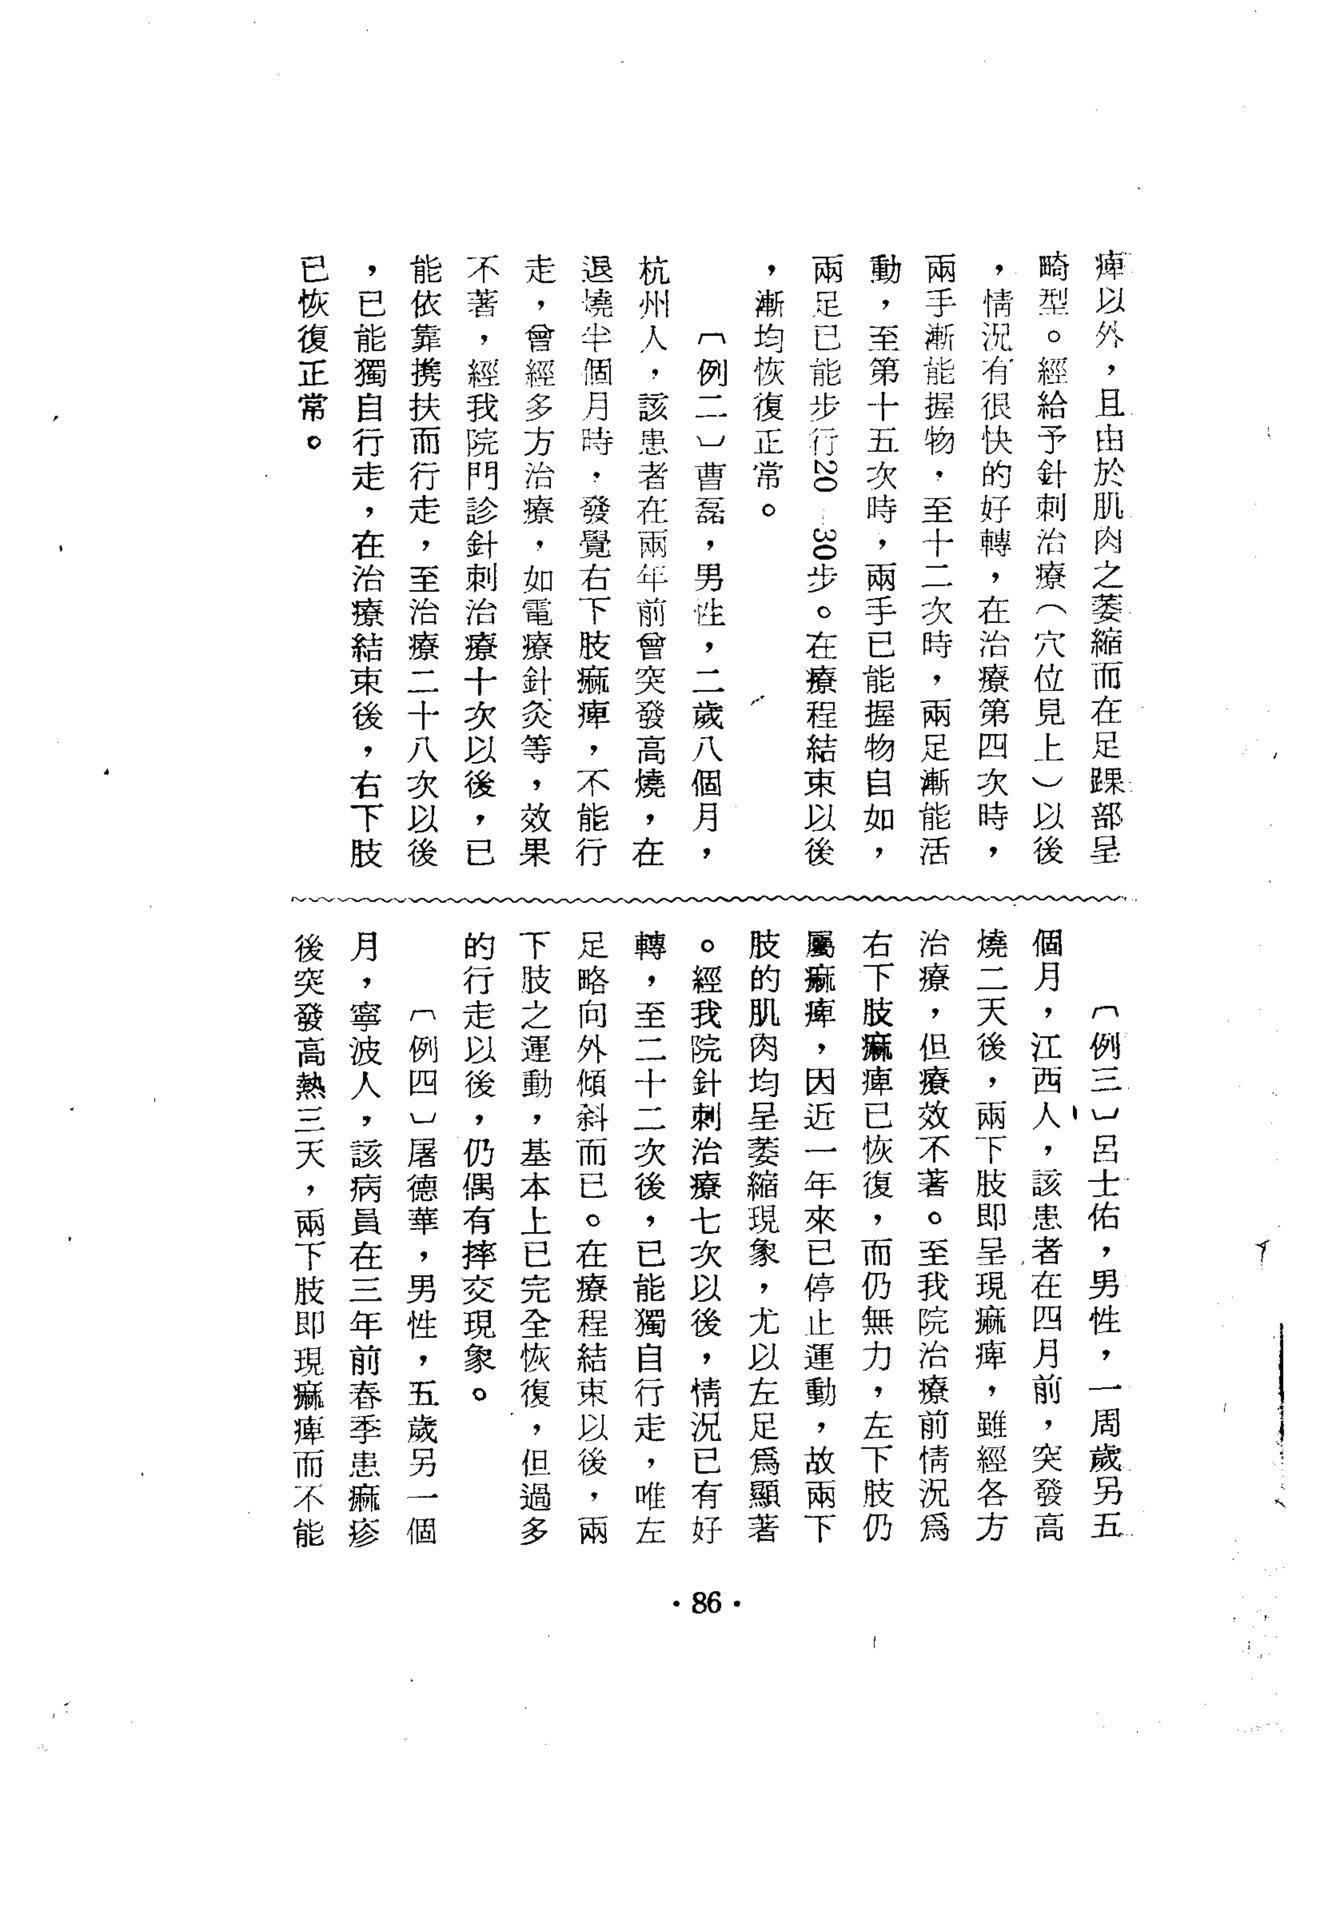 痺以外，且由於肌肉之萎縮而在足踝部呈
畸型。經給予針刺治療（穴位見上）以後
，情況有很快的好轉，在治療第四次時，
兩手漸能握物，至十二次時，兩足漸能活
動，至第十五次時，兩手已能握物自如，
兩足已能步行20—30步。在療程結束以後
，漸均恢復正常。
〔例二〕曹磊，男性，二歲八個月，
杭州人，該患者在兩年前曾突發高燒，在
退燒半個月時，發覺右下肢痲痺，不能行
走，曾經多方治療，如電療針灸等，效果
不著，經我院門診針刺治療十次以後，已
能依靠携扶而行走，至治療二十八次以後
，已能獨自行走，在治療結束後，右下肢
已恢復正常。
〔例三〕呂士佑，男性，一周歲另五
個月，江西人，該患者在四月前，突發高
燒二天後，兩下肢即呈現痲痺，雖經各方
治療，但療效不著。至我院治療前情況爲
右下肢痲痺已恢復，而仍無力，左下肢仍
屬痲痺，因近一年來已停止運動，故兩下
肢的肌肉均呈萎縮現象，尤以左足爲顯著
。經我院針刺治療七次以後，情況已有好
轉，至二十二次後，已能獨自行走，唯左
足略向外傾斜而已。在療程結束以後，兩
下肢之運動，基本上已完全恢復，但過多
的行走以後，仍偶有摔交現象。
〔例四〕屠德華，男性，五歲另一個
月，寧波人，該病員在三年前春季患痲疹
後突發高熱三天，兩下肢即現痲痺而不能
·86·